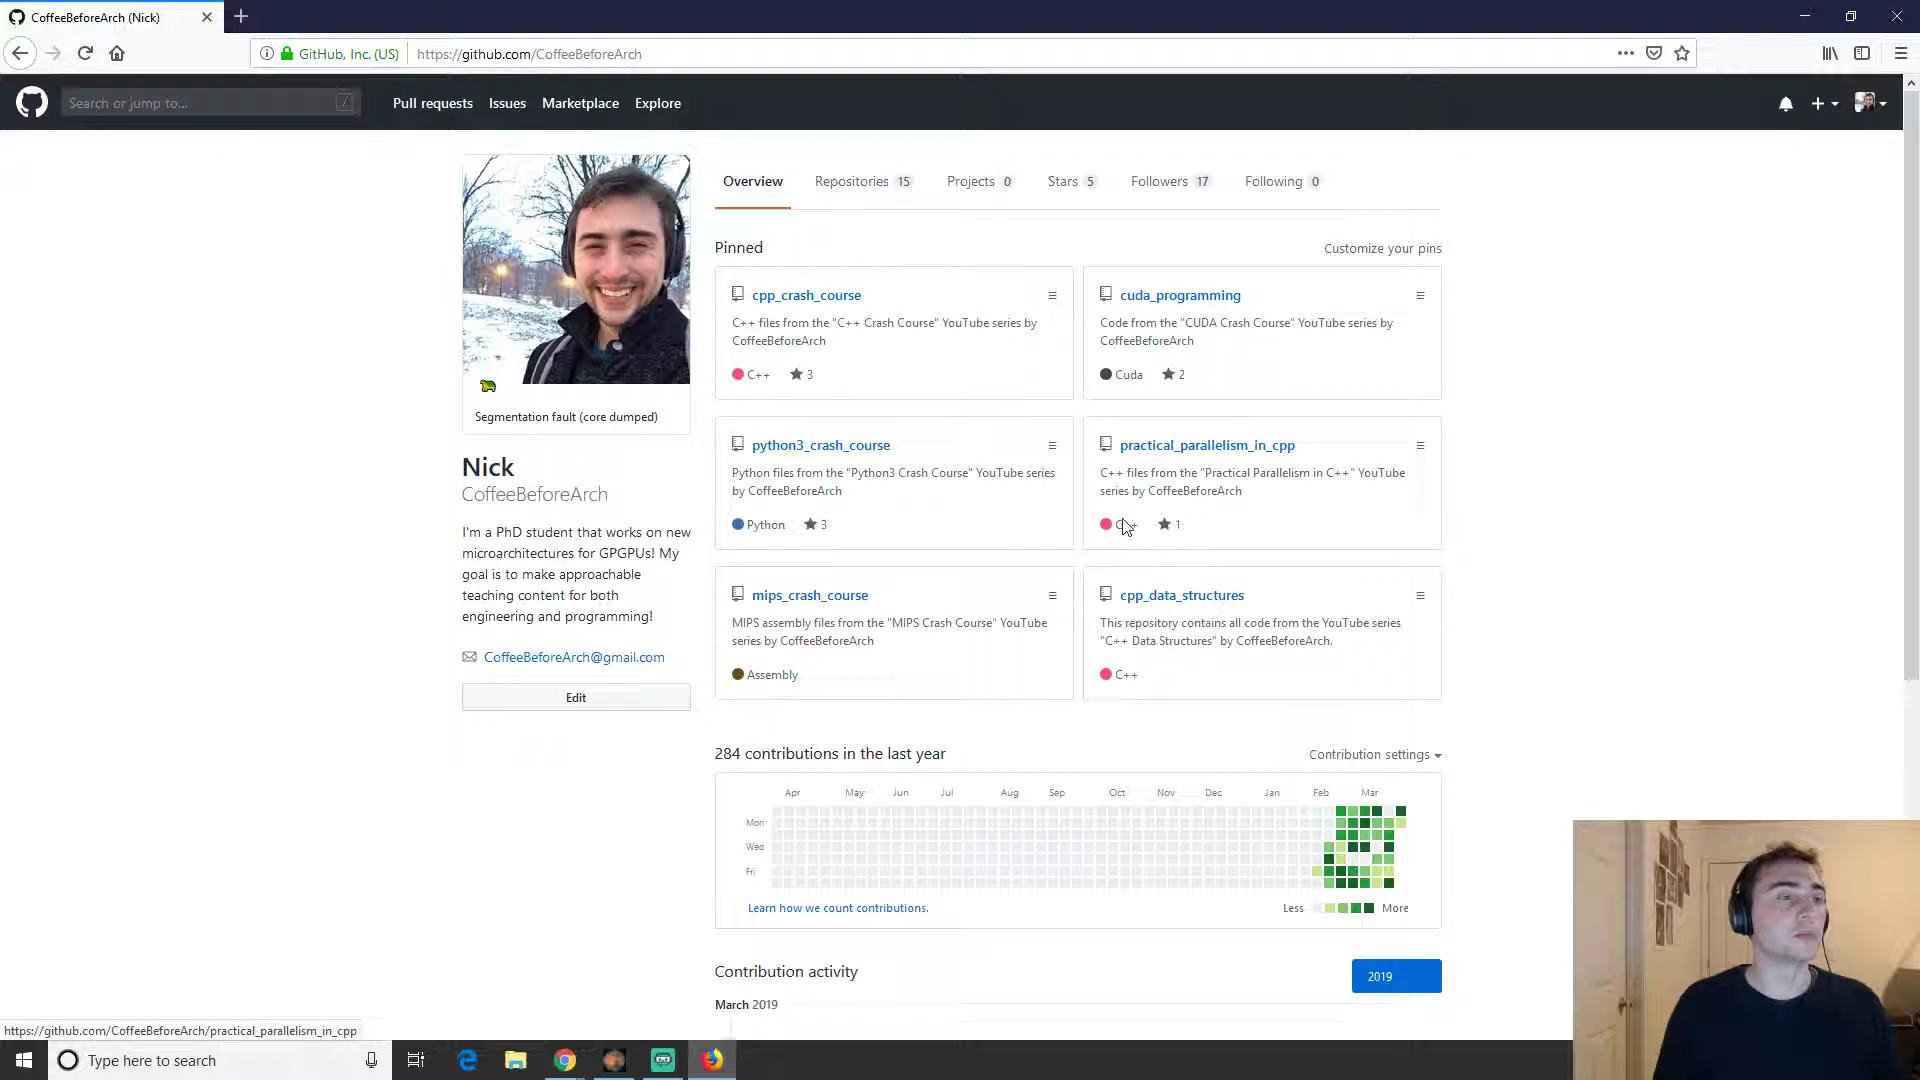 CoffeeBeforeArch (Nick)
GitHub, Inc. (US)
https://github.com/CoffeeBeforeArch
Search or jump to...
/
Pull requests
Issues
Marketplace
Explore
Overview
Repositories 15
Projects 0
Stars 5
Followers 17
Following 0
Segmentation fault (core dumped)
Nick
CoffeeBeforeArch
I'm a PhD student that works on new
microarchitectures for GPGPUs! My
goal is to make approachable
teaching content for both
engineering and programming!
CoffeeBeforeArch@gmail.com
Edit
Pinned
Customize your pins
cpp_crash_course
C++ files from the "C++ Crash Course" YouTube series by
CoffeeBeforeArch
C++ 3
cuda_programming
Code from the "CUDA Crash Course" YouTube series by
CoffeeBeforeArch
Cuda 2
python3_crash_course
Python files from the "Python3 Crash Course" YouTube series
by CoffeeBeforeArch
Python 3
practical_parallelism_in_cpp
C++ files from the "Practical Parallelism in C++" YouTube
series by CoffeeBeforeArch
C++ 1
mips_crash_course
MIPS assembly files from the "MIPS Crash Course" YouTube
series by CoffeeBeforeArch
Assembly
cpp_data_structures
This repository contains all code from the YouTube series
"C++ Data Structures" by CoffeeBeforeArch.
C++
284 contributions in the last year
Contribution settings
Apr May Jun Jul Aug Sep Oct Nov Dec Jan Feb Mar
Mon
Wed
Fri
Learn how we count contributions.
Less More
Contribution activity
2019
March 2019
https://github.com/CoffeeBeforeArch/practical_parallelism_in_cpp
Type here to search